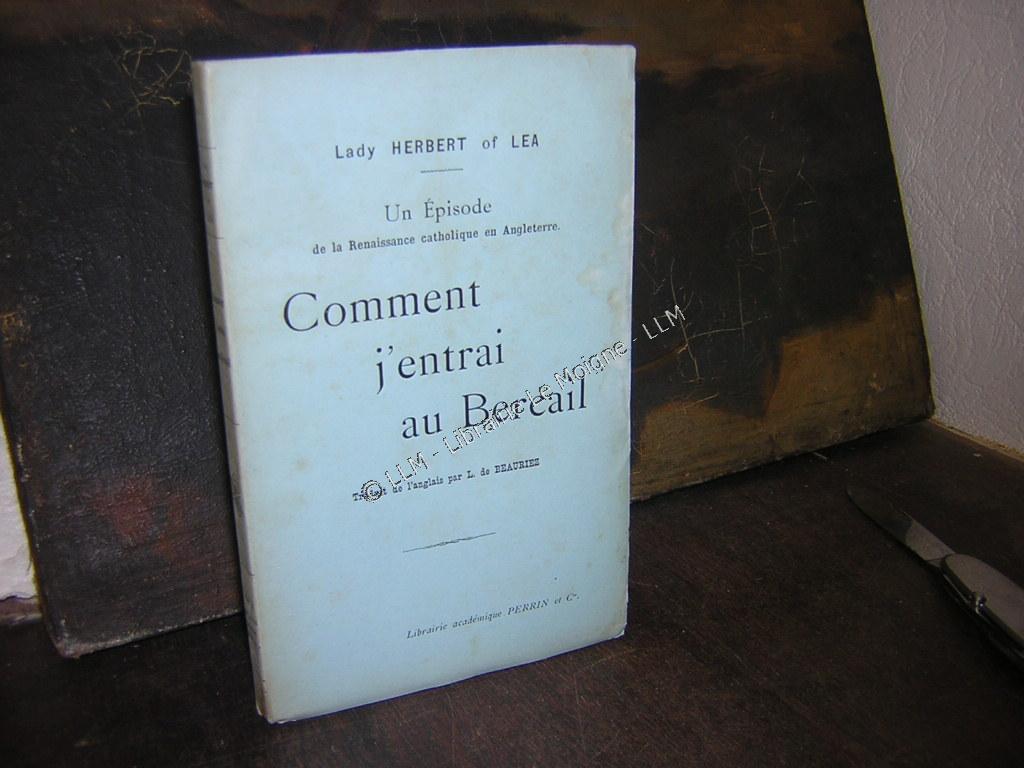 Lady HERBERT of LEA
Un Épisode
de la Renaissance catholique en Angleterre.
Comment
j'entrai
au Bercail
Traduit de l'anglais par L. de BEAURIEZ
Librairie académique PERRIN et Cie.
© LLM - Librairie Le Moigne - LLM